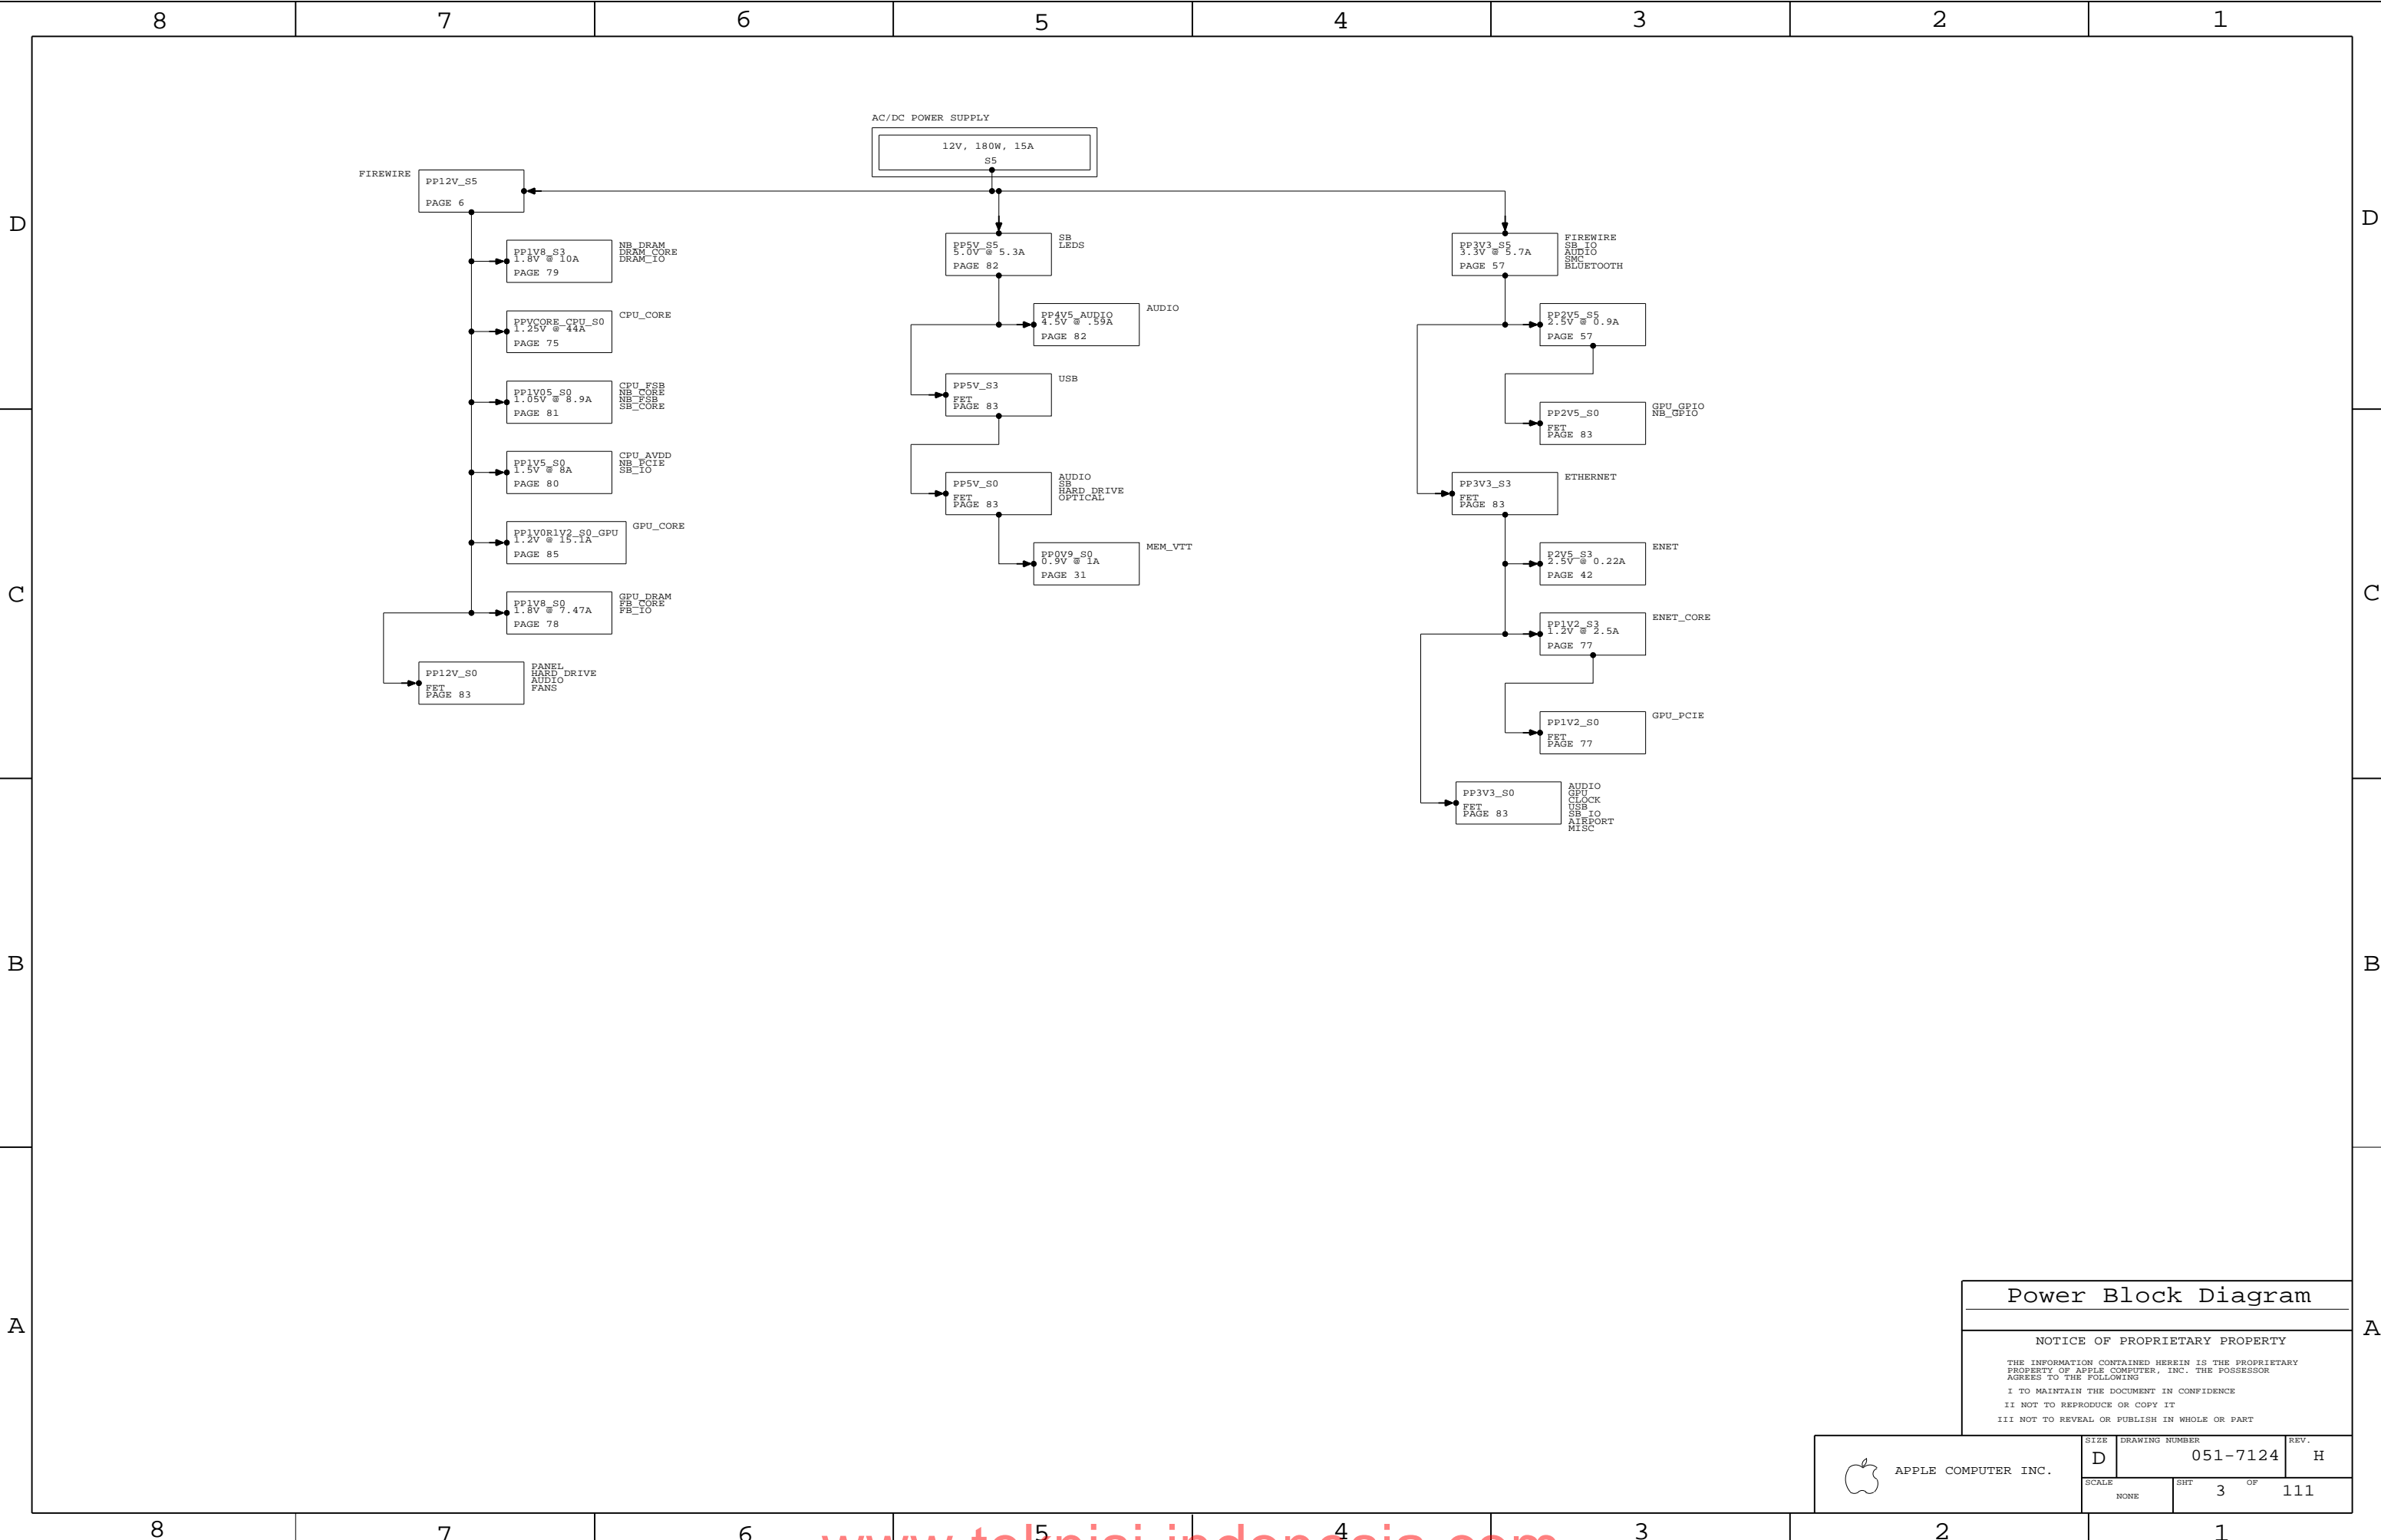 8 7 6 5 4 3 2 1
D
C
B
A
D
C
B
A
AC/DC POWER SUPPLY
12V, 180W, 15A
S5
FIREWIRE
PP12V_S5
PAGE 6
PP1V8_S3
1.8V @ 10A
PAGE 79
NB_DRAM
DRAM_CORE
DRAM_IO
PPVCORE_CPU_S0
1.25V @ 44A
PAGE 75
CPU_CORE
PP1V05_S0
1.05V @ 8.9A
PAGE 81
CPU_FSB
NB_CORE
NB_FSB
SB_CORE
PP1V5_S0
1.5V @ 8A
PAGE 80
CPU_AVDD
NB_PCIE
SB_IO
PP1V0R1V2_S0_GPU
1.2V @ 15.1A
PAGE 85
GPU_CORE
PP1V8_S0
1.8V @ 7.47A
PAGE 78
GPU_DRAM
FB_CORE
FB_IO
PP12V_S0
FET
PAGE 83
PANEL
HARD DRIVE
AUDIO
FANS
PP5V_S5
5.0V @ 5.3A
PAGE 82
SB
LEDS
PP4V5_AUDIO
4.5V @ .59A
PAGE 82
AUDIO
PP5V_S3
FET
PAGE 83
USB
PP5V_S0
FET
PAGE 83
AUDIO
SB
HARD DRIVE
OPTICAL
PP0V9_S0
0.9V @ 1A
PAGE 31
MEM_VTT
PP3V3_S5
3.3V @ 5.7A
PAGE 57
FIREWIRE
SB_IO
AUDIO
SMC
BLUETOOTH
PP2V5_S5
2.5V @ 0.9A
PAGE 57
PP2V5_S0
FET
PAGE 83
GPU_GPIO
NB_GPIO
PP3V3_S3
FET
PAGE 83
ETHERNET
P2V5_S3
2.5V @ 0.22A
PAGE 42
ENET
PP1V2_S3
1.2V @ 2.5A
PAGE 77
ENET_CORE
PP1V2_S0
FET
PAGE 77
GPU_PCIE
PP3V3_S0
FET
PAGE 83
AUDIO
GPU
CLOCK
USB
SB_IO
AIRPORT
MISC
Power Block Diagram
NOTICE OF PROPRIETARY PROPERTY
THE INFORMATION CONTAINED HEREIN IS THE PROPRIETARY
PROPERTY OF APPLE COMPUTER, INC. THE POSSESSOR
AGREES TO THE FOLLOWING
I TO MAINTAIN THE DOCUMENT IN CONFIDENCE
II NOT TO REPRODUCE OR COPY IT
III NOT TO REVEAL OR PUBLISH IN WHOLE OR PART
APPLE COMPUTER INC.
SIZE
D
DRAWING NUMBER
051-7124
REV.
H
SCALE
NONE
SHT
3
OF
111
8 7 6 5 4 3 2 1
www.teknisi-indonesia.com